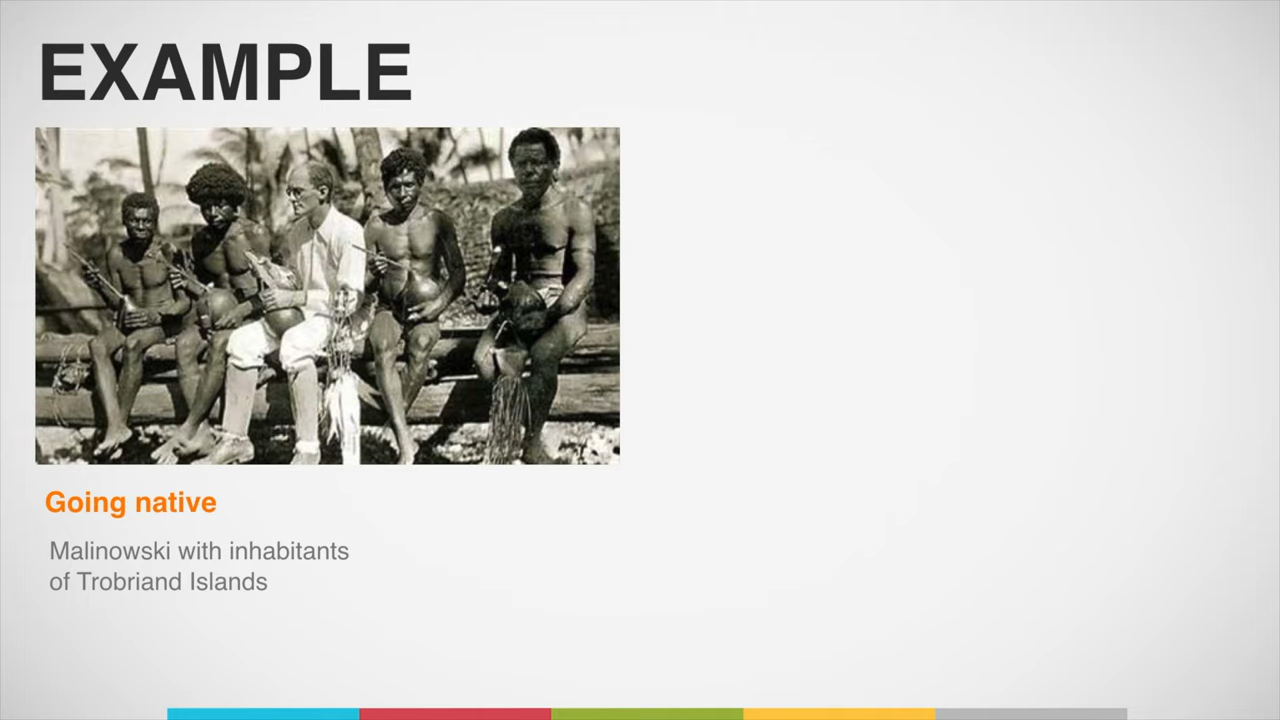 EXAMPLE
Going native
Malinowski with inhabitants
of Trobriand Islands